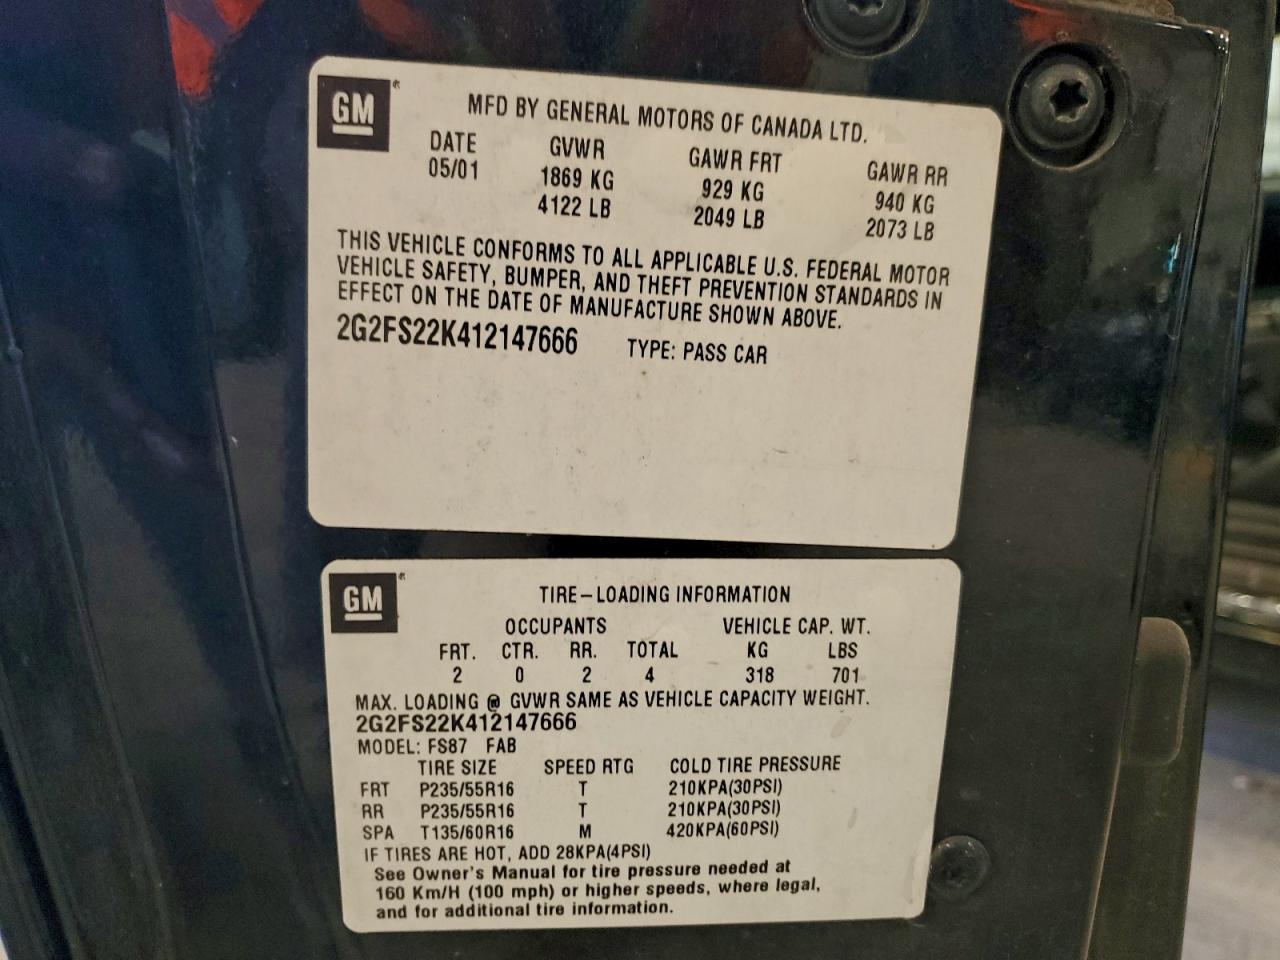 GM
MFD BY GENERAL MOTORS OF CANADA LTD.
DATE GVWR GAWR FRT GAWR RR
05/01 1869 KG 929 KG 940 KG
4122 LB 2049 LB 2073 LB
THIS VEHICLE CONFORMS TO ALL APPLICABLE U.S. FEDERAL MOTOR
VEHICLE SAFETY, BUMPER, AND THEFT PREVENTION STANDARDS IN
EFFECT ON THE DATE OF MANUFACTURE SHOWN ABOVE.
2G2FS22K412147666 TYPE: PASS CAR
GM
TIRE-LOADING INFORMATION
OCCUPANTS VEHICLE CAP. WT.
FRT. CTR. RR. TOTAL KG LBS
2 0 2 4 318 701
MAX. LOADING @ GVWR SAME AS VEHICLE CAPACITY WEIGHT.
2G2FS22K412147666
MODEL: FS87 FAB
TIRE SIZE SPEED RTG COLD TIRE PRESSURE
FRT P235/55R16 T 210KPA(30PSI)
RR P235/55R16 T 210KPA(30PSI)
SPA T135/60R16 M 420KPA(60PSI)
IF TIRES ARE HOT, ADD 28KPA(4PSI)
See Owner's Manual for tire pressure needed at
160 Km/H (100 mph) or higher speeds, where legal,
and for additional tire information.